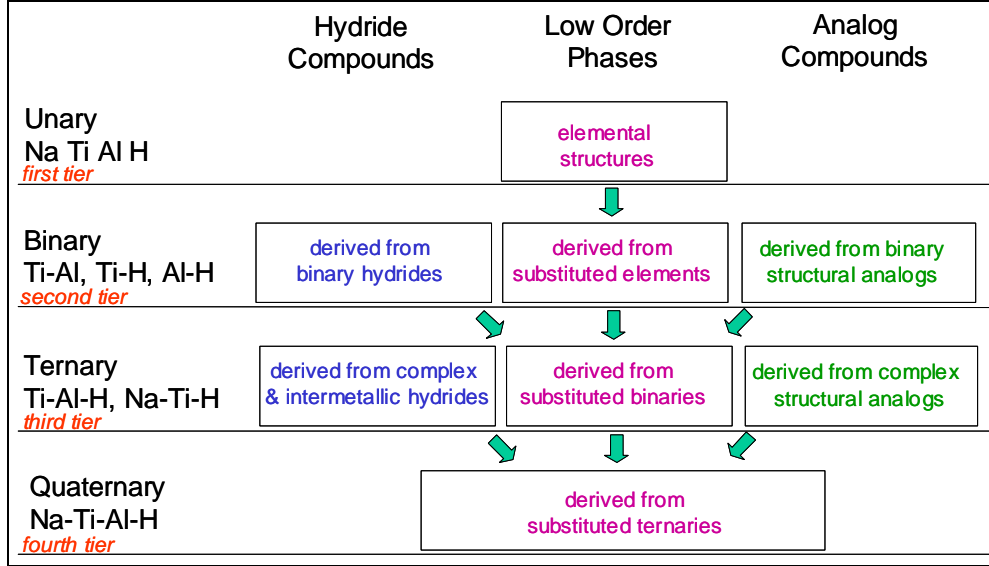 Hydride
Compounds
Low Order
Phases
Analog
Compounds
Unary
Na Ti Al H
first tier
elemental
structures
Binary
Ti-Al, Ti-H, Al-H
second tier
derived from
binary hydrides
derived from
substituted elements
derived from binary
structural analogs
Ternary
Ti-Al-H, Na-Ti-H
third tier
derived from complex
& intermetallic hydrides
derived from
substituted binaries
derived from complex
structural analogs
Quaternary
Na-Ti-Al-H
fourth tier
derived from
substituted ternaries